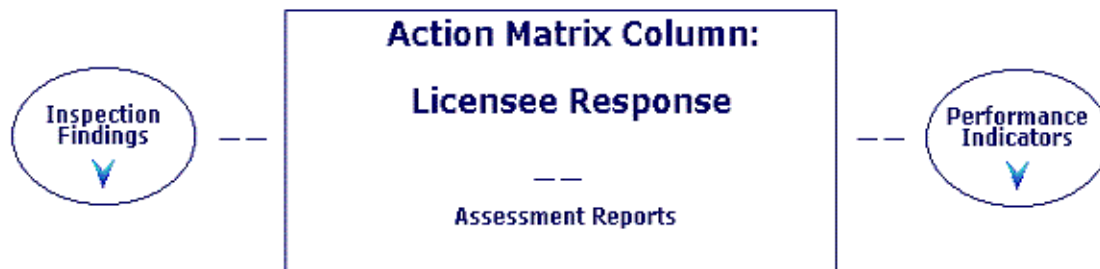 Action Matrix Column:
Licensee Response
Inspection
Findings
Performance
Indicators
Assessment Reports